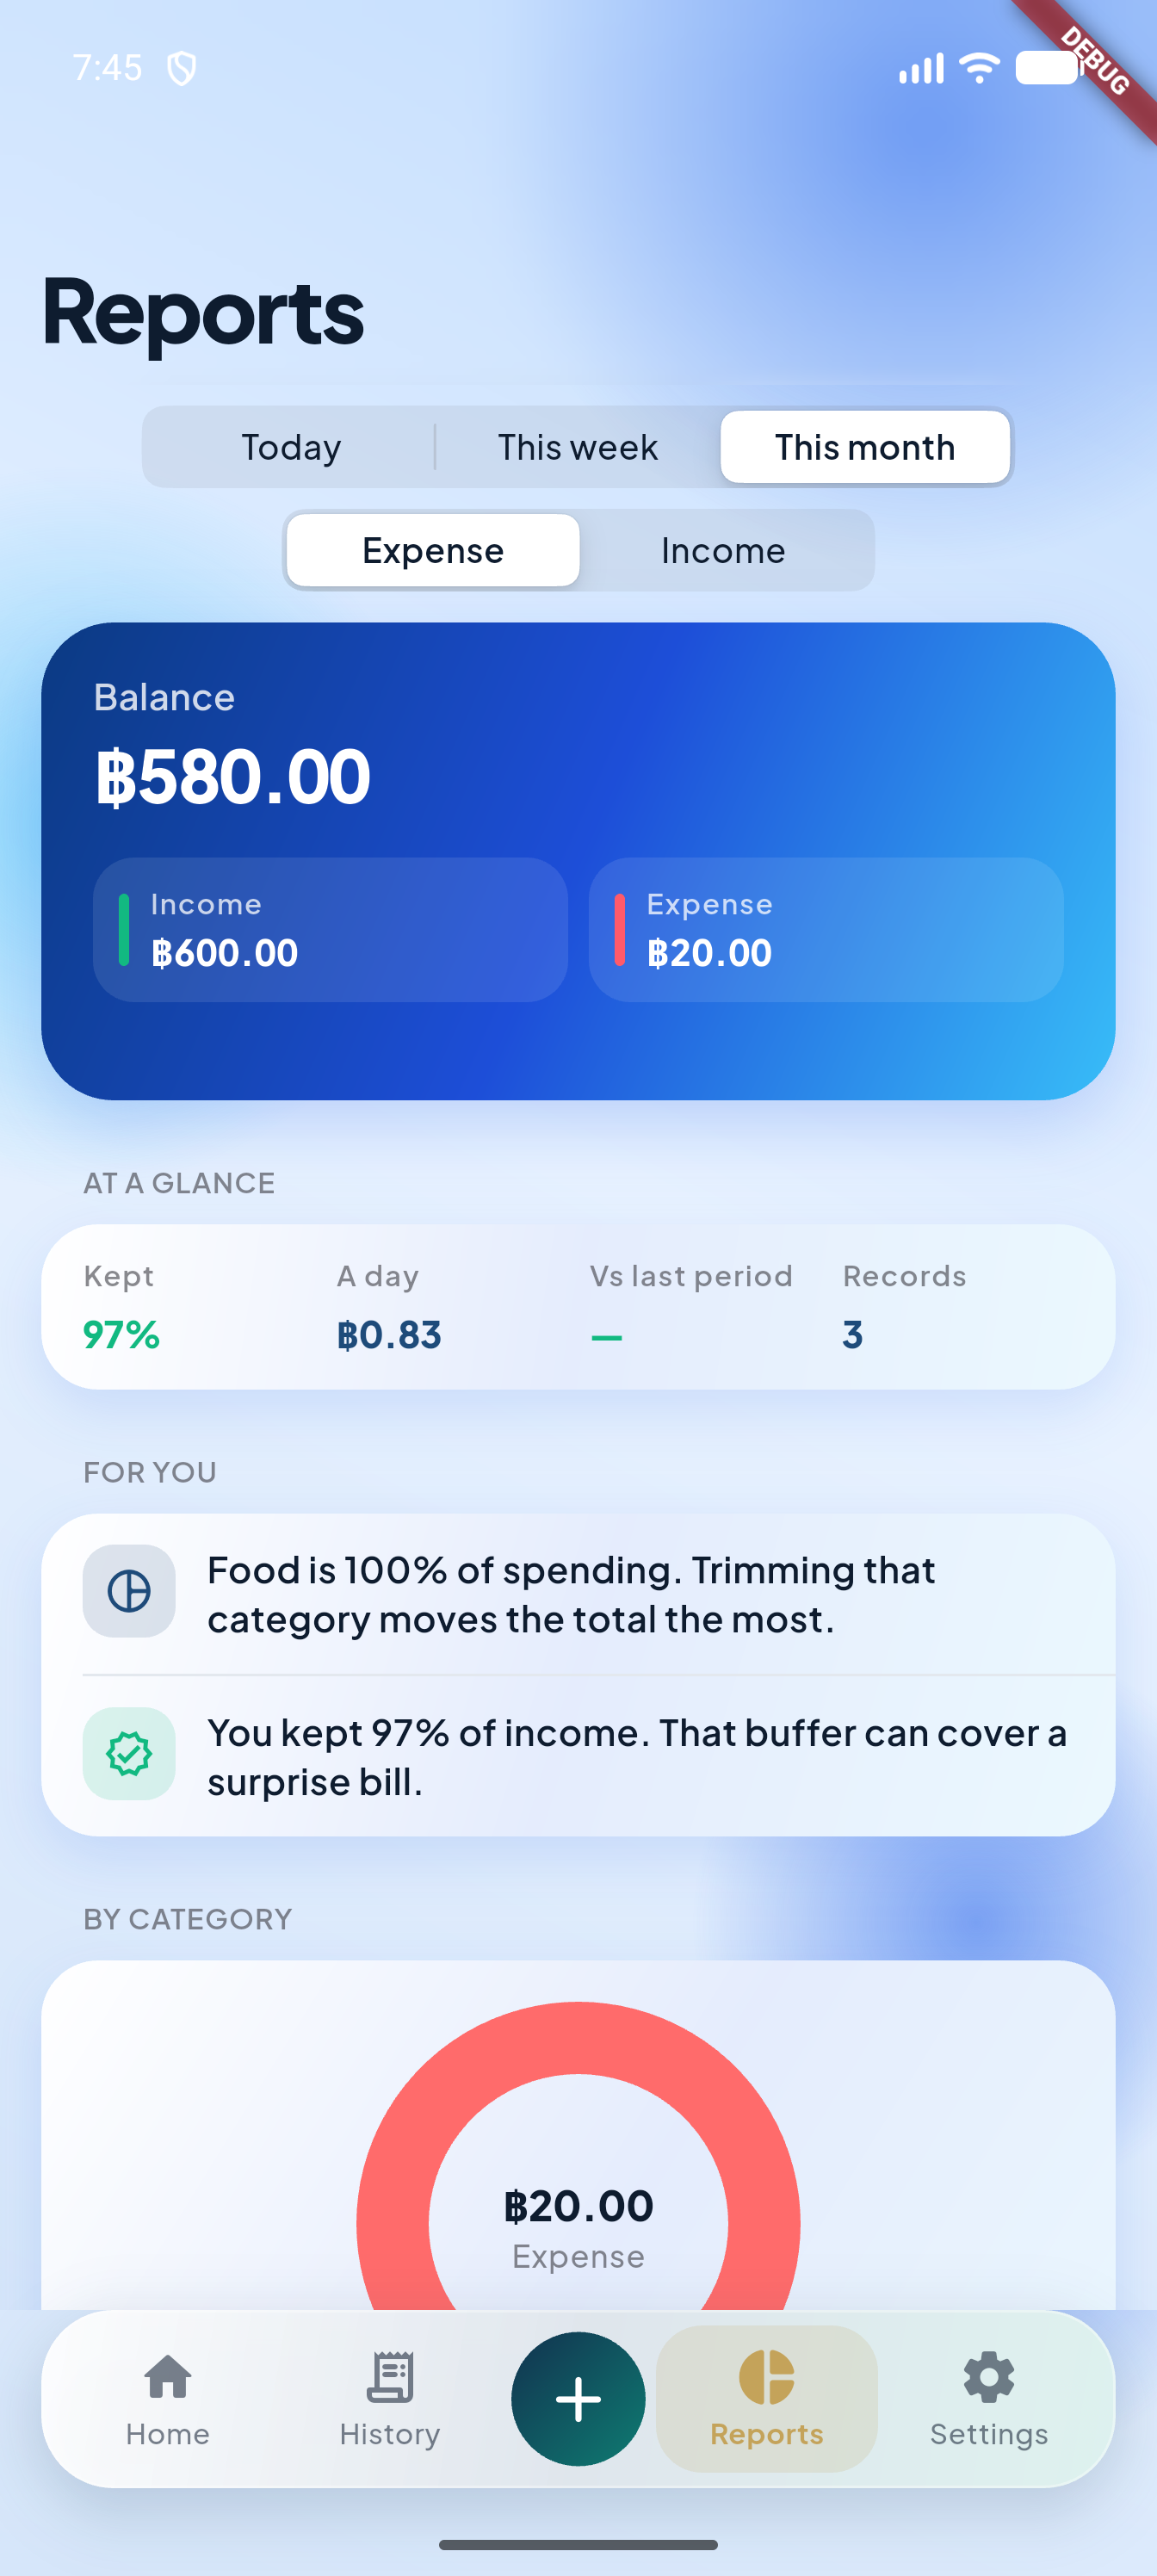 7:45
DEBUG
Reports
Today
This week
This month
Expense
Income
Balance
฿580.00
Income
฿600.00
Expense
฿20.00
AT A GLANCE
Kept
A day
Vs last period
Records
97%
฿0.83
—
3
FOR YOU
Food is 100% of spending. Trimming that
category moves the total the most.
You kept 97% of income. That buffer can cover a
surprise bill.
BY CATEGORY
฿20.00
Expense
Home
History
Reports
Settings